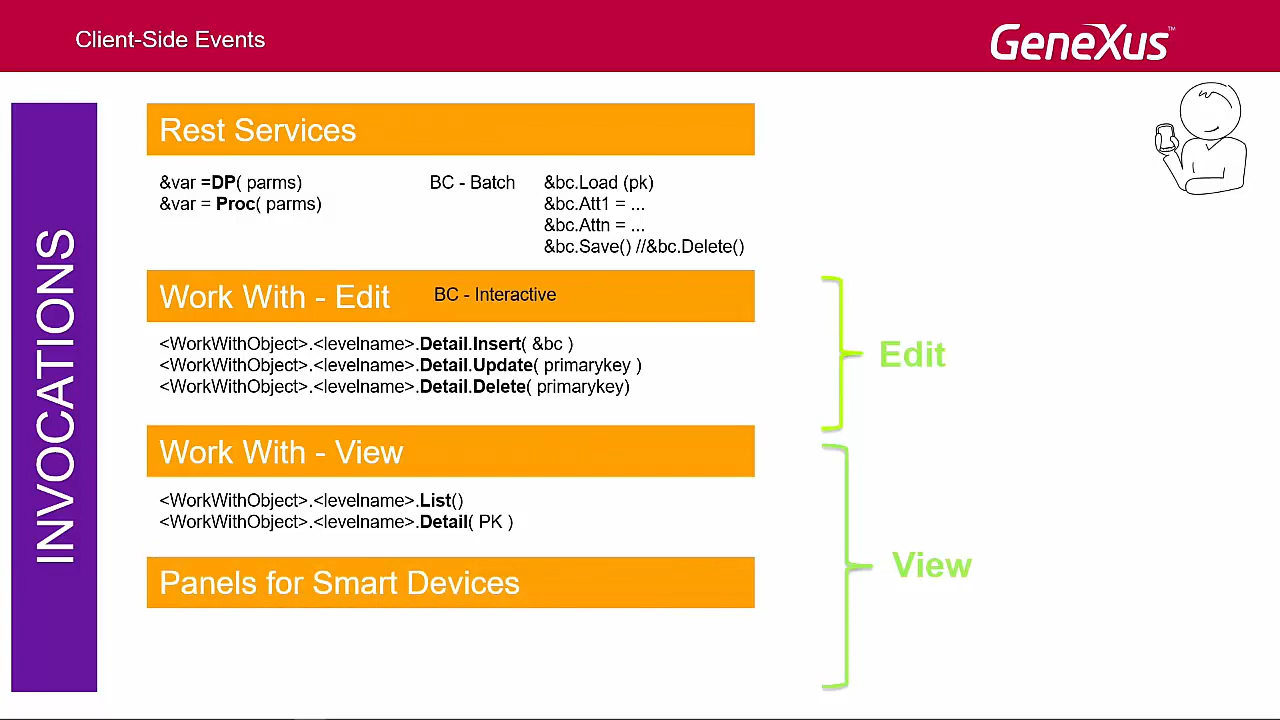 Client-Side Events
GeneXus™
INVOCATIONS
Rest Services
&var =DP( parms)
&var = Proc( parms)
BC - Batch
&bc.Load (pk)
&bc.Att1 = ...
&bc.Attn = ...
&bc.Save() //&bc.Delete()
Work With - Edit
BC - Interactive
<WorkWithObject>.<levelname>.Detail.Insert( &bc )
<WorkWithObject>.<levelname>.Detail.Update( primarykey )
<WorkWithObject>.<levelname>.Detail.Delete( primarykey)
Edit
Work With - View
<WorkWithObject>.<levelname>.List()
<WorkWithObject>.<levelname>.Detail( PK )
View
Panels for Smart Devices